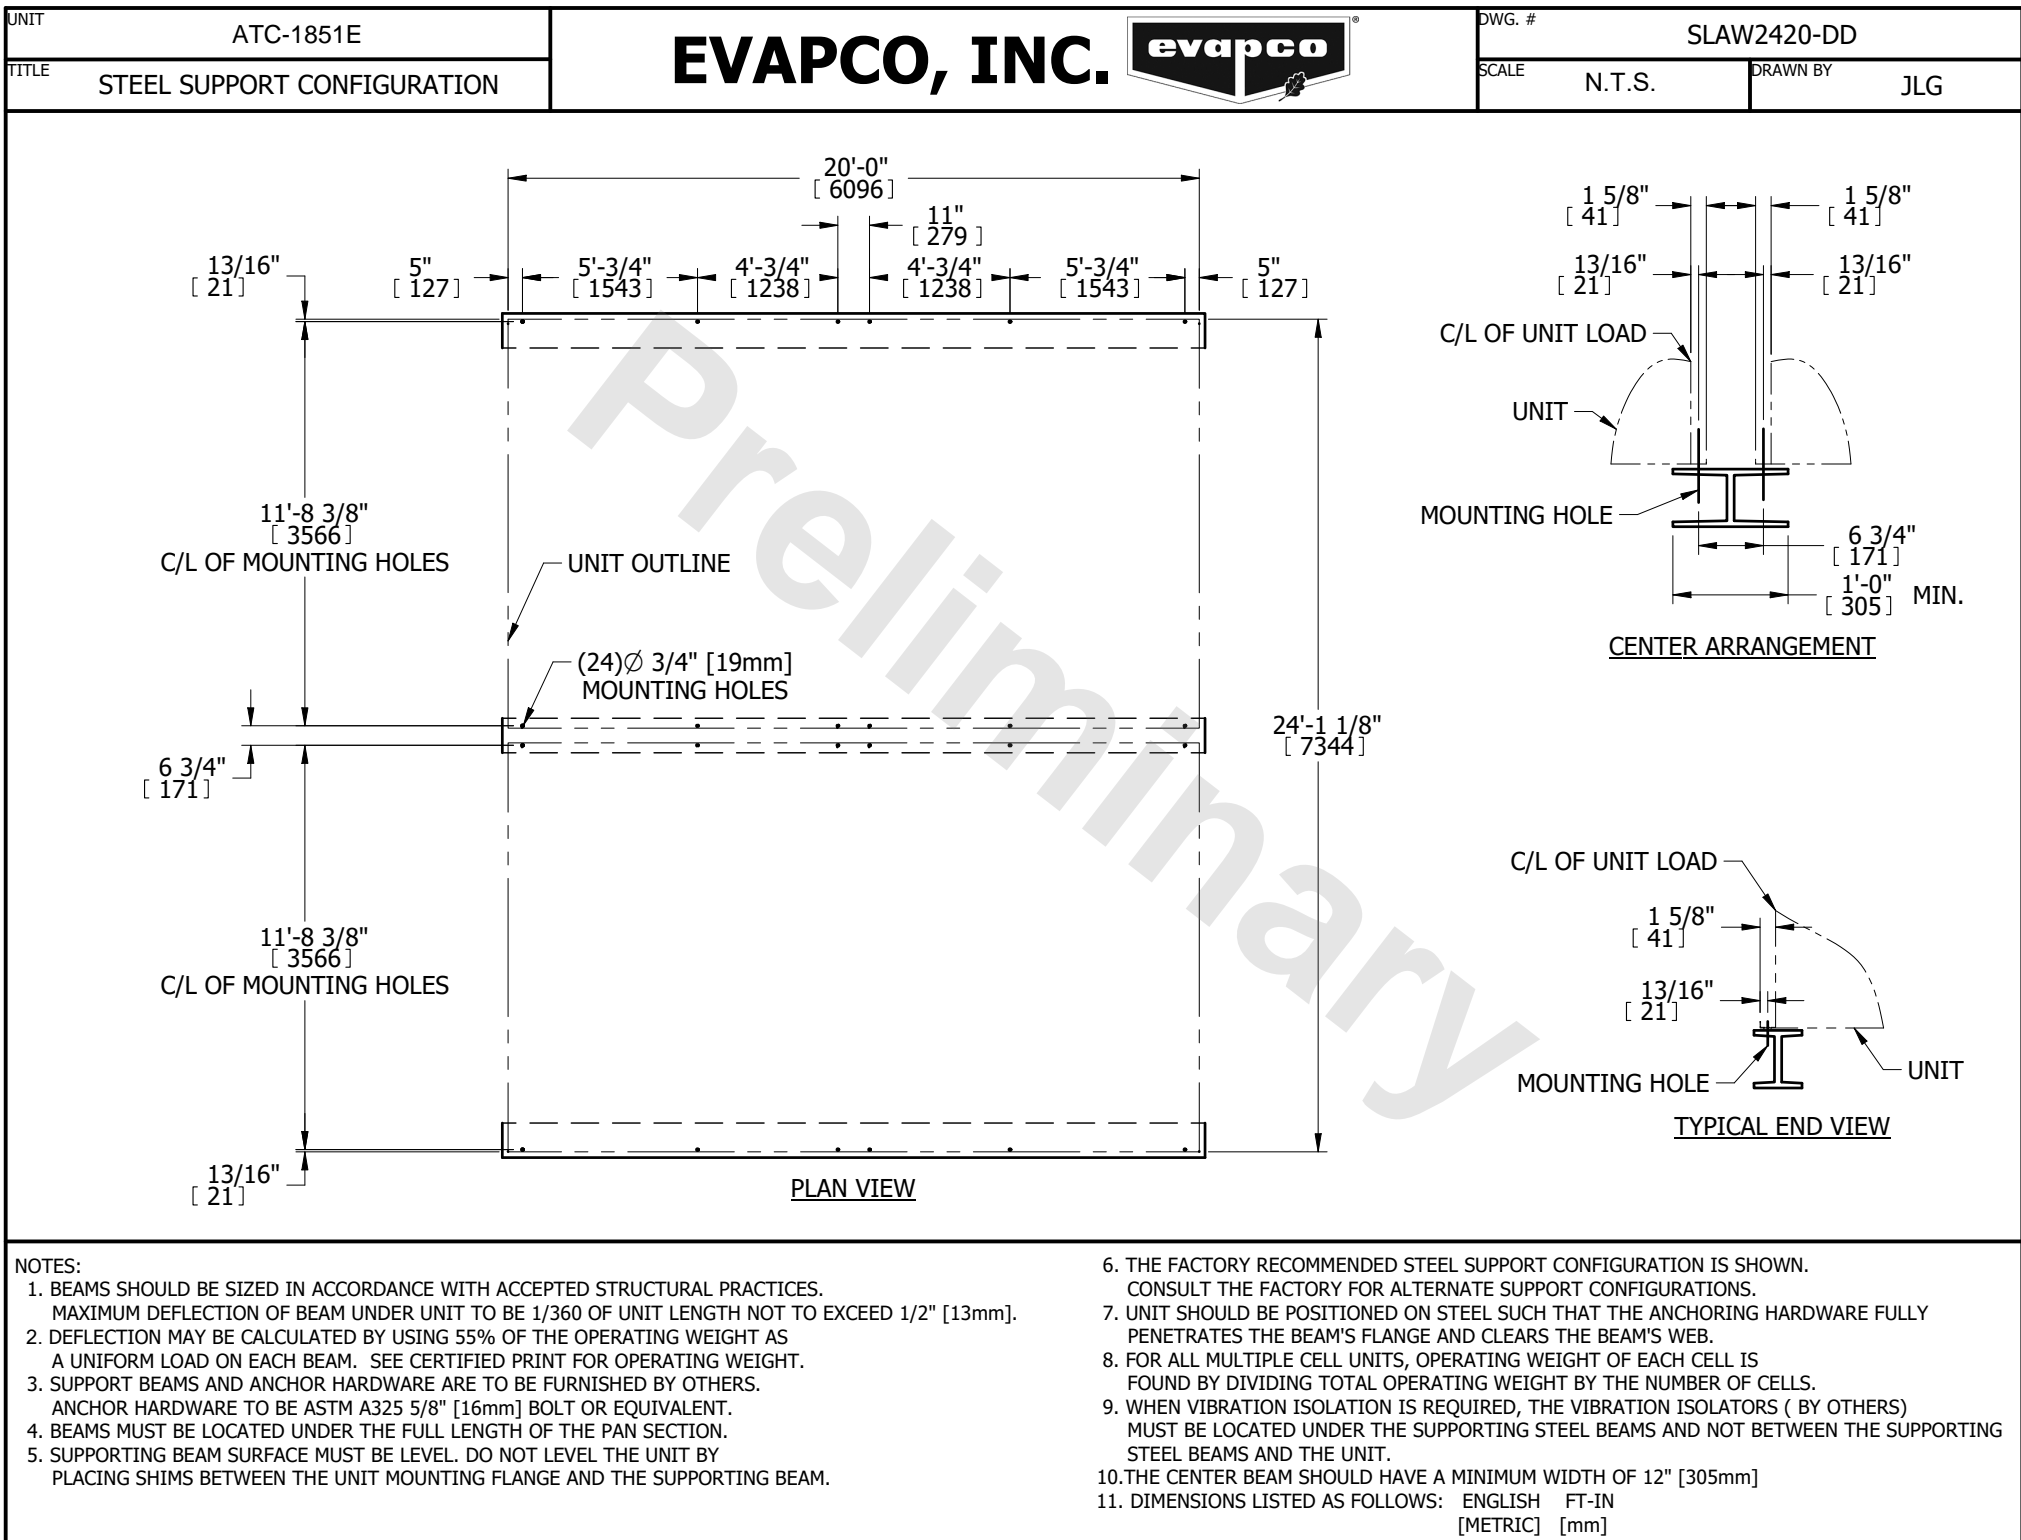 UNIT
ATC-1851E
TITLE
STEEL SUPPORT CONFIGURATION
EVAPCO, INC.
evapco
®
DWG. #
SLAW2420-DD
SCALE
N.T.S.
DRAWN BY
JLG
20'-0"
[ 6096 ]
11"
[ 279 ]
13/16"
[ 21 ]
5"
[ 127 ]
5'-3/4"
[ 1543 ]
4'-3/4"
[ 1238 ]
4'-3/4"
[ 1238 ]
5'-3/4"
[ 1543 ]
5"
[ 127 ]
11'-8 3/8"
[ 3566 ]
C/L OF MOUNTING HOLES
UNIT OUTLINE
(24)Ø 3/4" [19mm]
MOUNTING HOLES
6 3/4"
[ 171 ]
24'-1 1/8"
[ 7344 ]
11'-8 3/8"
[ 3566 ]
C/L OF MOUNTING HOLES
13/16"
[ 21 ]
PLAN VIEW
Preliminary
1 5/8"
[ 41 ]
1 5/8"
[ 41 ]
13/16"
[ 21 ]
13/16"
[ 21 ]
C/L OF UNIT LOAD
UNIT
MOUNTING HOLE
6 3/4"
[ 171 ]
1'-0"
[ 305 ]
MIN.
CENTER ARRANGEMENT
C/L OF UNIT LOAD
1 5/8"
[ 41 ]
13/16"
[ 21 ]
MOUNTING HOLE
UNIT
TYPICAL END VIEW
NOTES:
1. BEAMS SHOULD BE SIZED IN ACCORDANCE WITH ACCEPTED STRUCTURAL PRACTICES.
MAXIMUM DEFLECTION OF BEAM UNDER UNIT TO BE 1/360 OF UNIT LENGTH NOT TO EXCEED 1/2" [13mm].
2. DEFLECTION MAY BE CALCULATED BY USING 55% OF THE OPERATING WEIGHT AS
A UNIFORM LOAD ON EACH BEAM. SEE CERTIFIED PRINT FOR OPERATING WEIGHT.
3. SUPPORT BEAMS AND ANCHOR HARDWARE ARE TO BE FURNISHED BY OTHERS.
ANCHOR HARDWARE TO BE ASTM A325 5/8" [16mm] BOLT OR EQUIVALENT.
4. BEAMS MUST BE LOCATED UNDER THE FULL LENGTH OF THE PAN SECTION.
5. SUPPORTING BEAM SURFACE MUST BE LEVEL. DO NOT LEVEL THE UNIT BY
PLACING SHIMS BETWEEN THE UNIT MOUNTING FLANGE AND THE SUPPORTING BEAM.
6. THE FACTORY RECOMMENDED STEEL SUPPORT CONFIGURATION IS SHOWN.
CONSULT THE FACTORY FOR ALTERNATE SUPPORT CONFIGURATIONS.
7. UNIT SHOULD BE POSITIONED ON STEEL SUCH THAT THE ANCHORING HARDWARE FULLY
PENETRATES THE BEAM'S FLANGE AND CLEARS THE BEAM'S WEB.
8. FOR ALL MULTIPLE CELL UNITS, OPERATING WEIGHT OF EACH CELL IS
FOUND BY DIVIDING TOTAL OPERATING WEIGHT BY THE NUMBER OF CELLS.
9. WHEN VIBRATION ISOLATION IS REQUIRED, THE VIBRATION ISOLATORS ( BY OTHERS)
MUST BE LOCATED UNDER THE SUPPORTING STEEL BEAMS AND NOT BETWEEN THE SUPPORTING
STEEL BEAMS AND THE UNIT.
10.THE CENTER BEAM SHOULD HAVE A MINIMUM WIDTH OF 12" [305mm]
11. DIMENSIONS LISTED AS FOLLOWS: ENGLISH FT-IN
[METRIC] [mm]